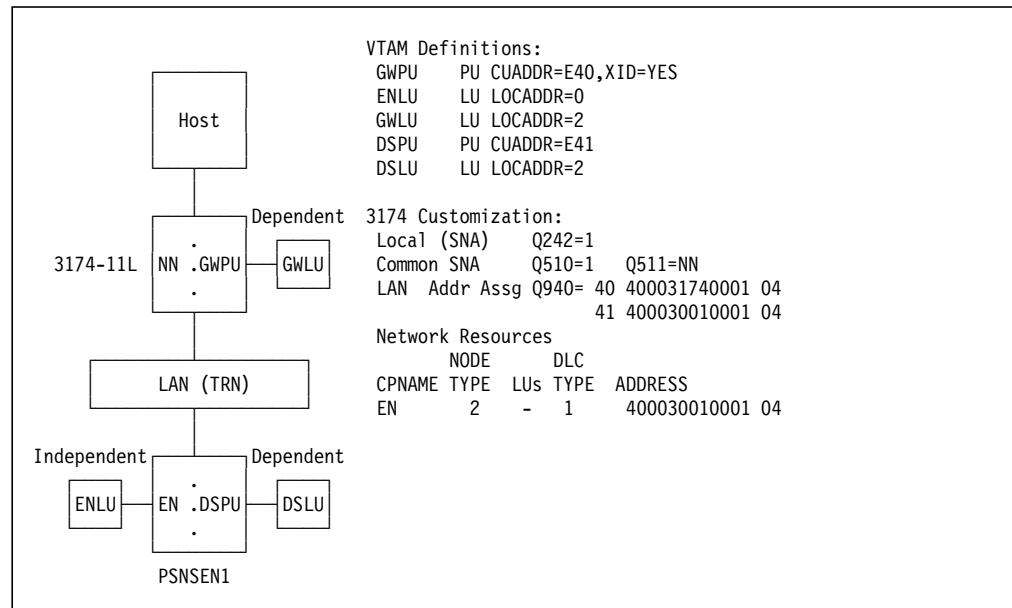 VTAM Definitions:
GWPU PU CUADDR=E40,XID=YES
ENLU LU LOCADDR=0
Host GWLU LU LOCADDR=2
DSPU PU CUADDR=E41
DSLU LU LOCADDR=2
Dependent 3174 Customization:
. Local (SNA) Q242=1
3174-11L NN .GWPU GWLU Common SNA Q510=1 Q511=NN
. LAN Addr Assg Q940= 40 400031740001 04
41 400030010001 04
Network Resources
NODE DLC
LAN (TRN) CPNAME TYPE LUs TYPE ADDRESS
EN 2 - 1 400030010001 04
Independent Dependent
.
ENLU EN .DSPU DSLU
.
PSNSEN1